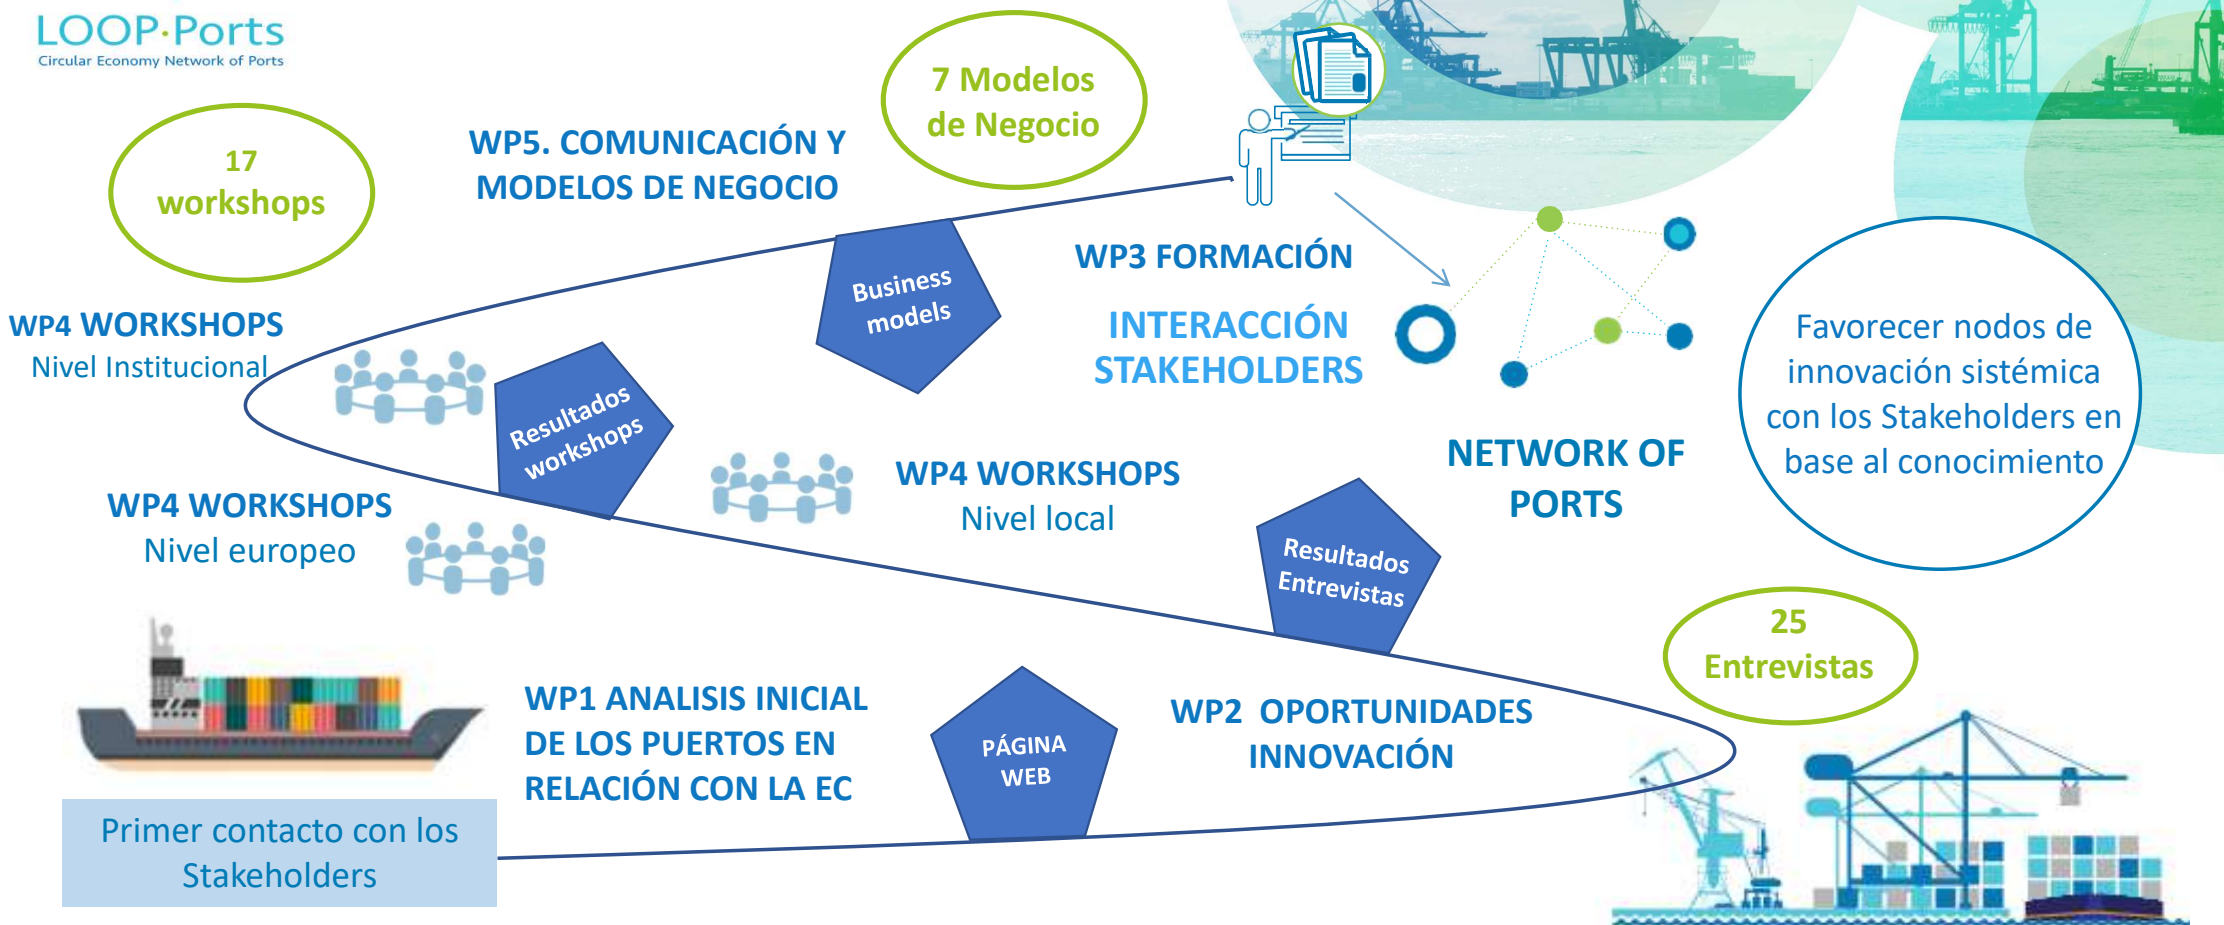 LOOP·Ports
Circular Economy Network of Ports
17
workshops
WP5. COMUNICACIÓN Y
MODELOS DE NEGOCIO
7 Modelos
de Negocio
WP4 WORKSHOPS
Nivel Institucional
Resultados
workshops
Business
models
WP3 FORMACIÓN
INTERACCIÓN
STAKEHOLDERS
NETWORK OF
PORTS
Favorecer nodos de
innovación sistémica
con los Stakeholders en
base al conocimiento
WP4 WORKSHOPS
Nivel europeo
WP4 WORKSHOPS
Nivel local
Resultados
Entrevistas
25
Entrevistas
WP1 ANALISIS INICIAL
DE LOS PUERTOS EN
RELACIÓN CON LA EC
PÁGINA
WEB
WP2 OPORTUNIDADES
INNOVACIÓN
Primer contacto con los
Stakeholders